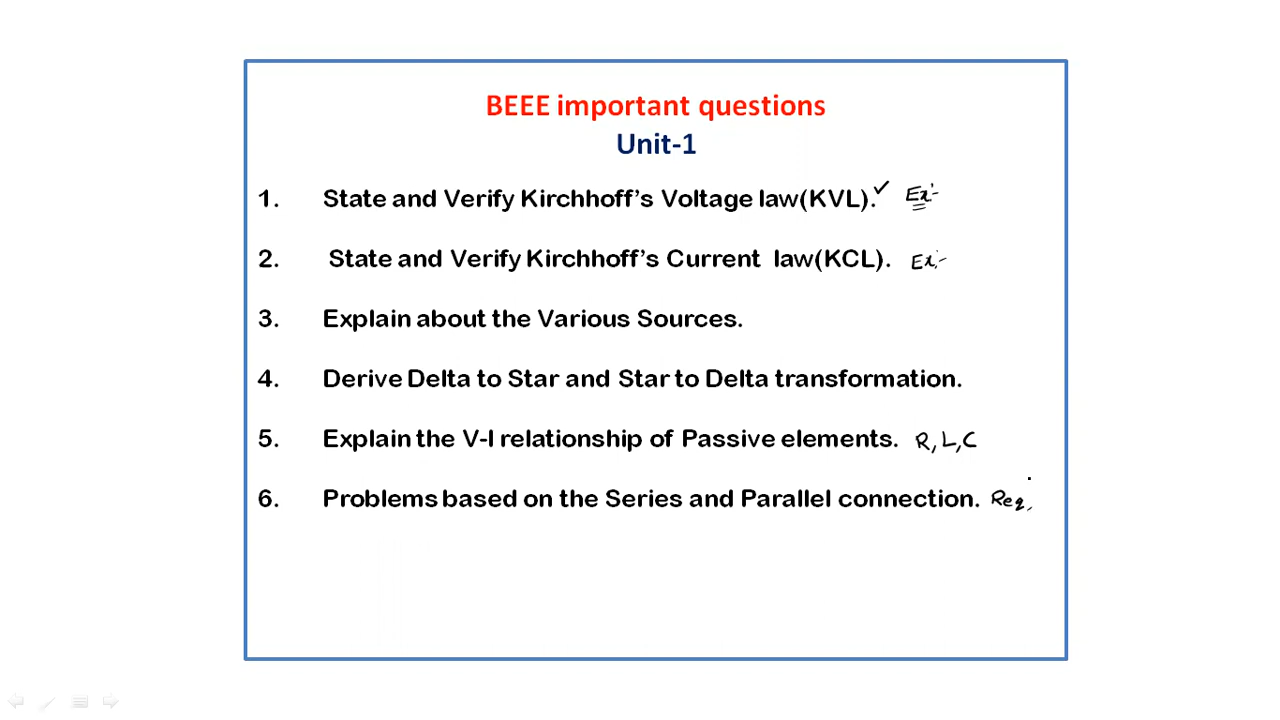 BEEE important questions
Unit-1
1. State and Verify Kirchhoff's Voltage law(KVL). Ex:-
2. State and Verify Kirchhoff's Current law(KCL). Ex:-
3. Explain about the Various Sources.
4. Derive Delta to Star and Star to Delta transformation.
5. Explain the V-I relationship of Passive elements. R, L, C
6. Problems based on the Series and Parallel connection. Req,